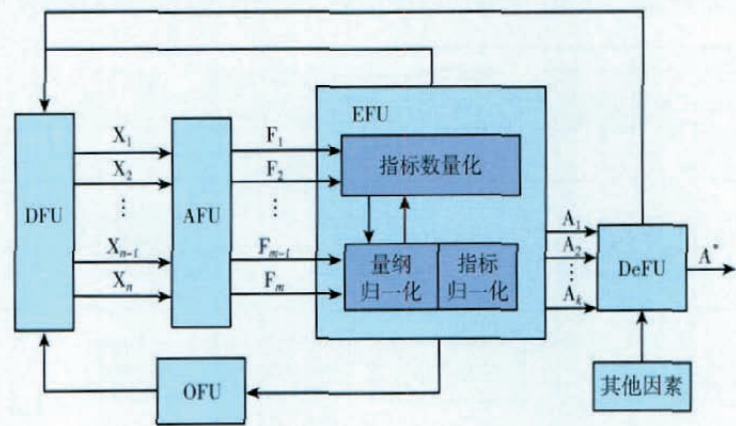 DFU
X₁
X₂
⋮
Xₙ₋₁
Xₙ
AFU
F₁
F₂
⋮
Fₘ₋₁
Fₘ
EFU
指标数量化
量纲
归一化
指标
归一化
A₁
A₂
⋮
Aₖ
DeFU
A*
OFU
其他因素